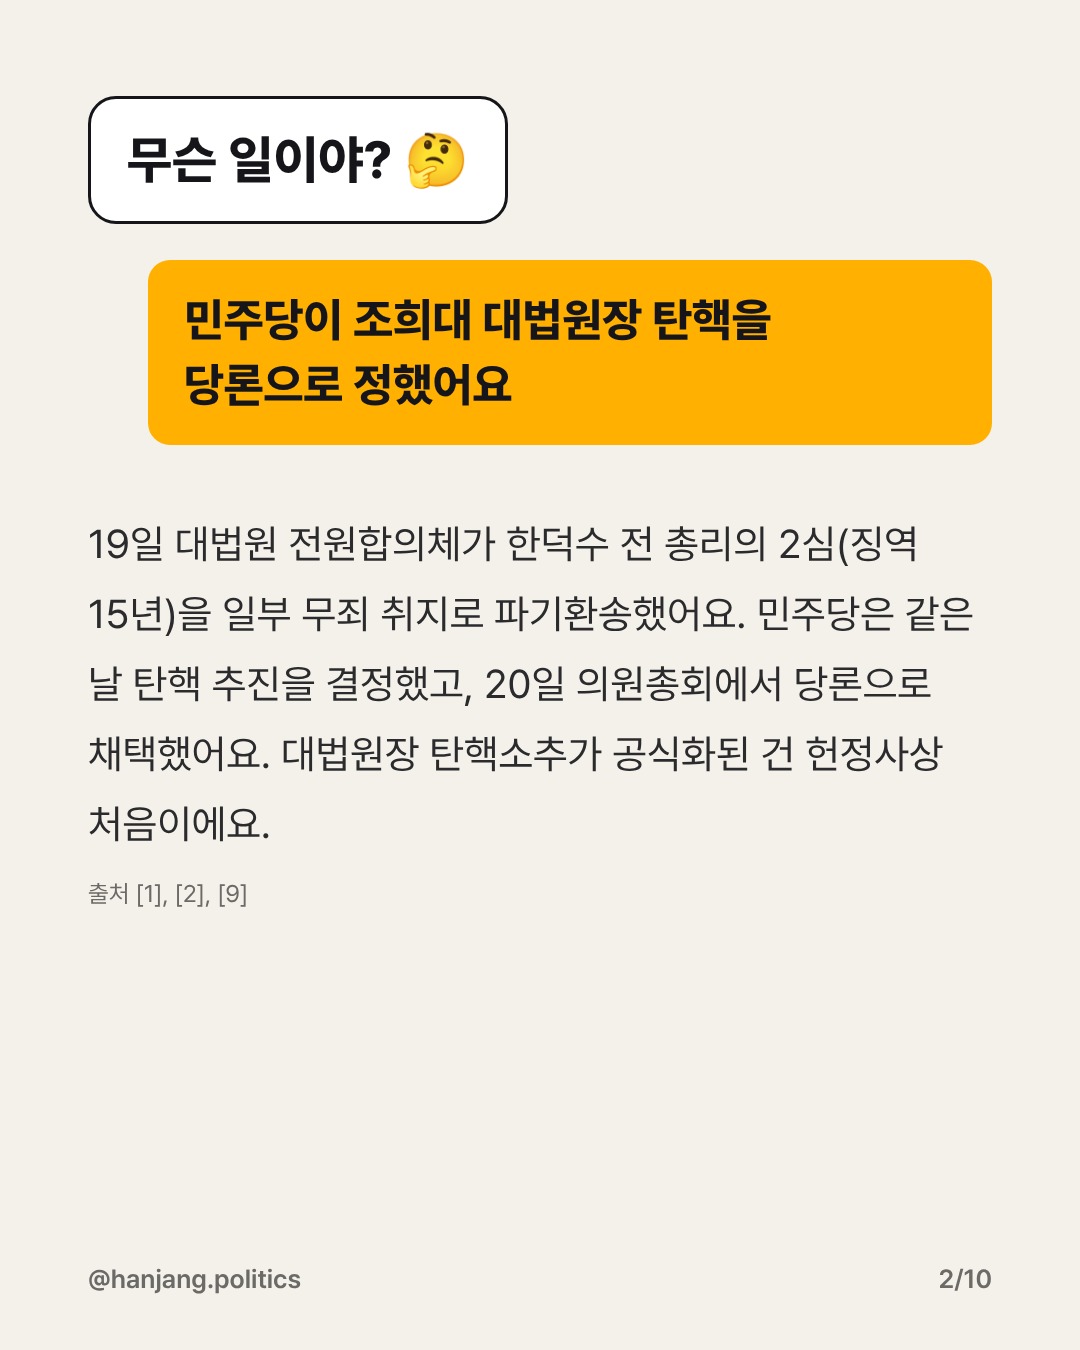 무슨 일이야? 🤔
민주당이 조희대 대법원장 탄핵을
당론으로 정했어요
19일 대법원 전원합의체가 한덕수 전 총리의 2심(징역
15년)을 일부 무죄 취지로 파기환송했어요. 민주당은 같은
날 탄핵 추진을 결정했고, 20일 의원총회에서 당론으로
채택했어요. 대법원장 탄핵소추가 공식화된 건 헌정사상
처음이에요.
출처 [1], [2], [9]
@hanjang.politics
2/10